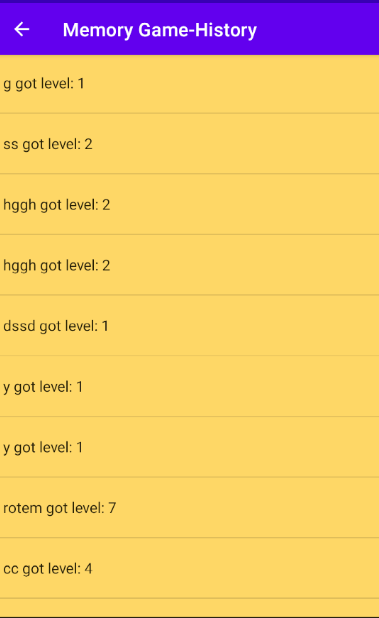 Memory Game-History
g got level: 1
ss got level: 2
hggh got level: 2
hggh got level: 2
dssd got level: 1
y got level: 1
y got level: 1
rotem got level: 7
cc got level: 4